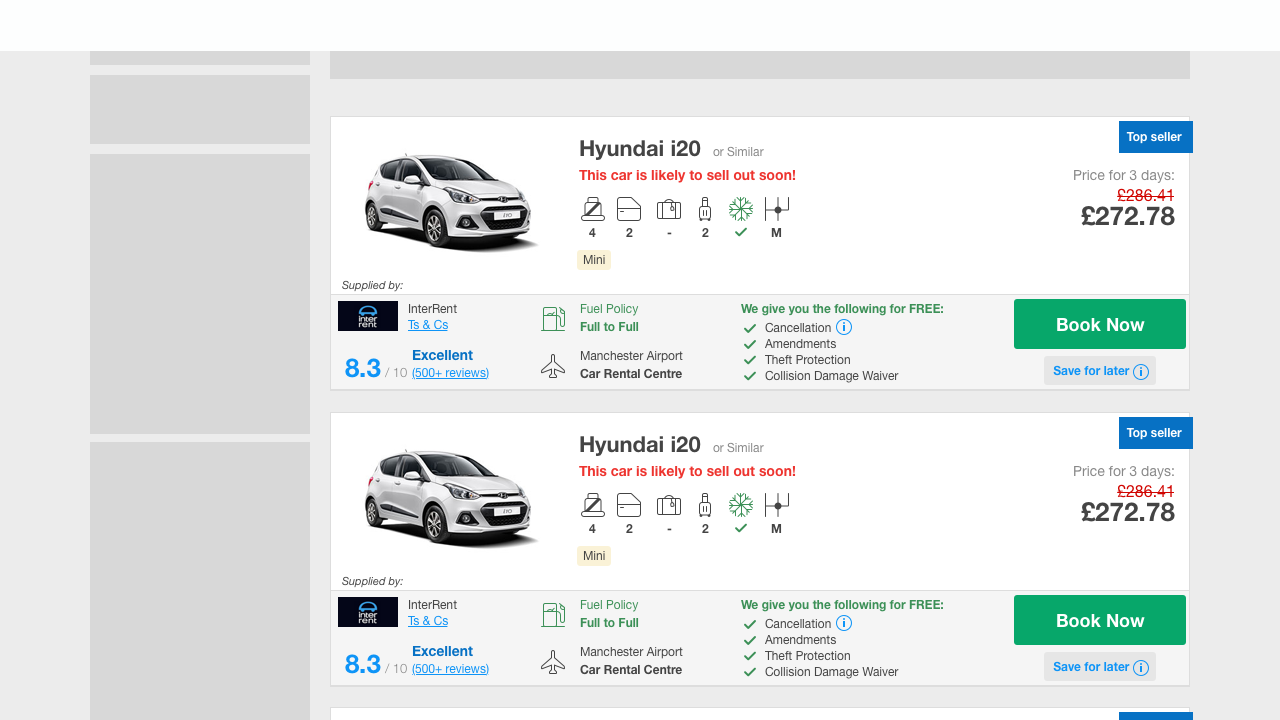 Top seller
Hyundai i20 or Similar
This car is likely to sell out soon!
Price for 3 days:
£286.41
£272.78
4 2 - 2 M
Mini
Supplied by:
inter rent
InterRent
Ts & Cs
8.3 / 10
Excellent
(500+ reviews)
Fuel Policy
Full to Full
Manchester Airport
Car Rental Centre
We give you the following for FREE:
Cancellation
Amendments
Theft Protection
Collision Damage Waiver
Book Now
Save for later
Top seller
Hyundai i20 or Similar
This car is likely to sell out soon!
Price for 3 days:
£286.41
£272.78
4 2 - 2 M
Mini
Supplied by:
inter rent
InterRent
Ts & Cs
8.3 / 10
Excellent
(500+ reviews)
Fuel Policy
Full to Full
Manchester Airport
Car Rental Centre
We give you the following for FREE:
Cancellation
Amendments
Theft Protection
Collision Damage Waiver
Book Now
Save for later